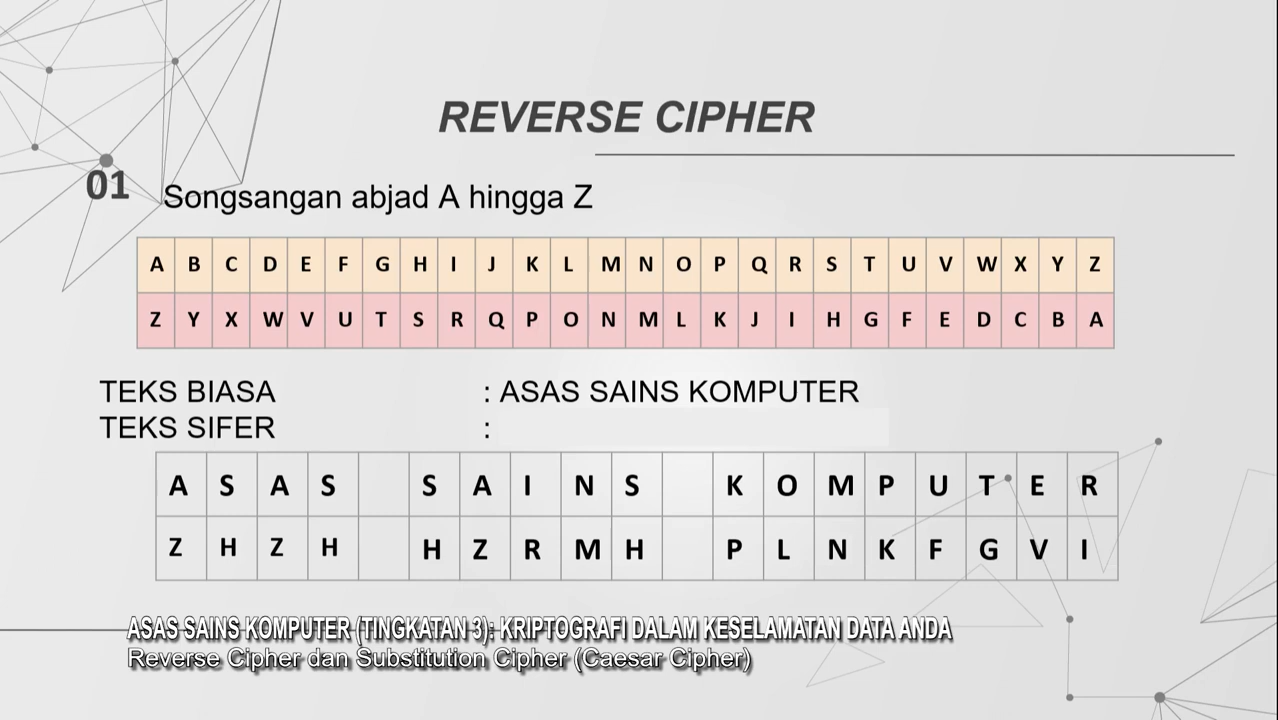 REVERSE CIPHER
01
Songsangan abjad A hingga Z
A B C D E F G H I J K L M N O P Q R S T U V W X Y Z
Z Y X W V U T S R Q P O N M L K J I H G F E D C B A
TEKS BIASA : ASAS SAINS KOMPUTER
TEKS SIFER :
A S A S S A I N S K O M P U T E R
Z H Z H H Z R M H P L N K F G V I
ASAS SAINS KOMPUTER (TINGKATAN 3): KRIPTOGRAFI DALAM KESELAMATAN DATA ANDA
Reverse Cipher dan Substitution Cipher (Caesar Cipher)